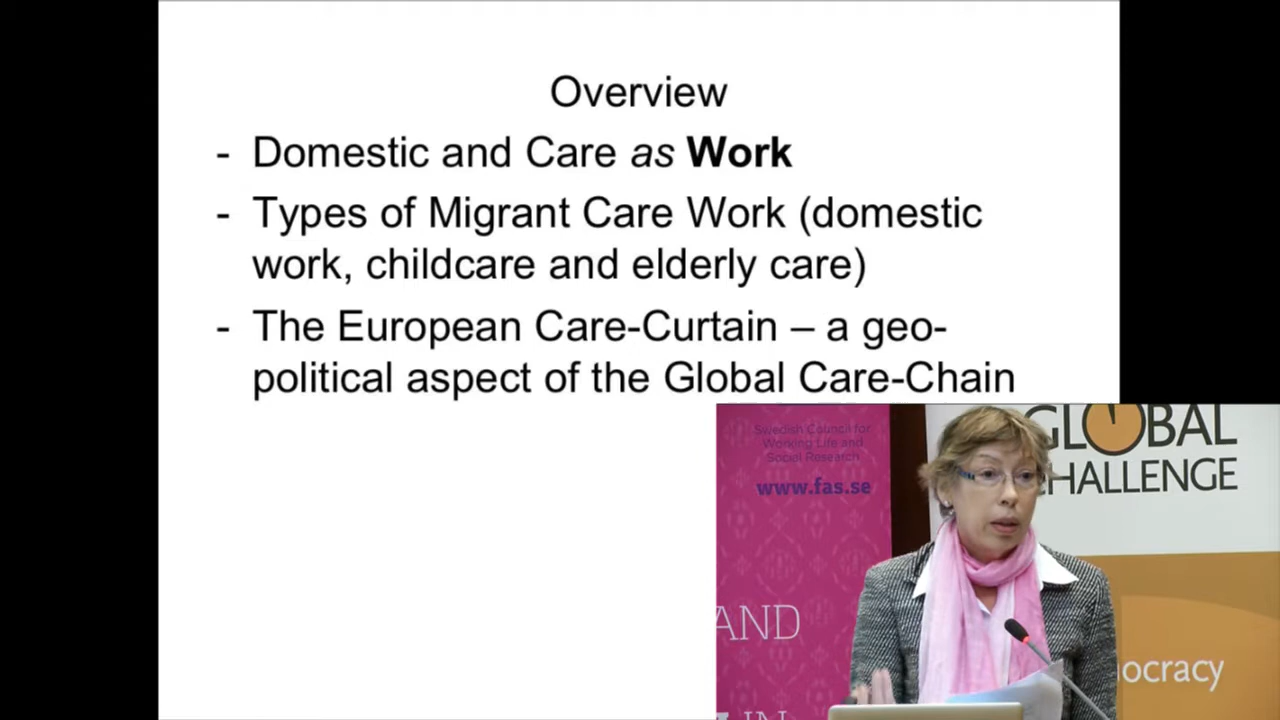 Overview
- Domestic and Care as Work
- Types of Migrant Care Work (domestic
work, childcare and elderly care)
- The European Care-Curtain – a geo-
political aspect of the Global Care-Chain
Swedish Council for
Working Life and
Social Research
www.fas.se
AND
IN
GLOBAL
CHALLENGE
ocracy